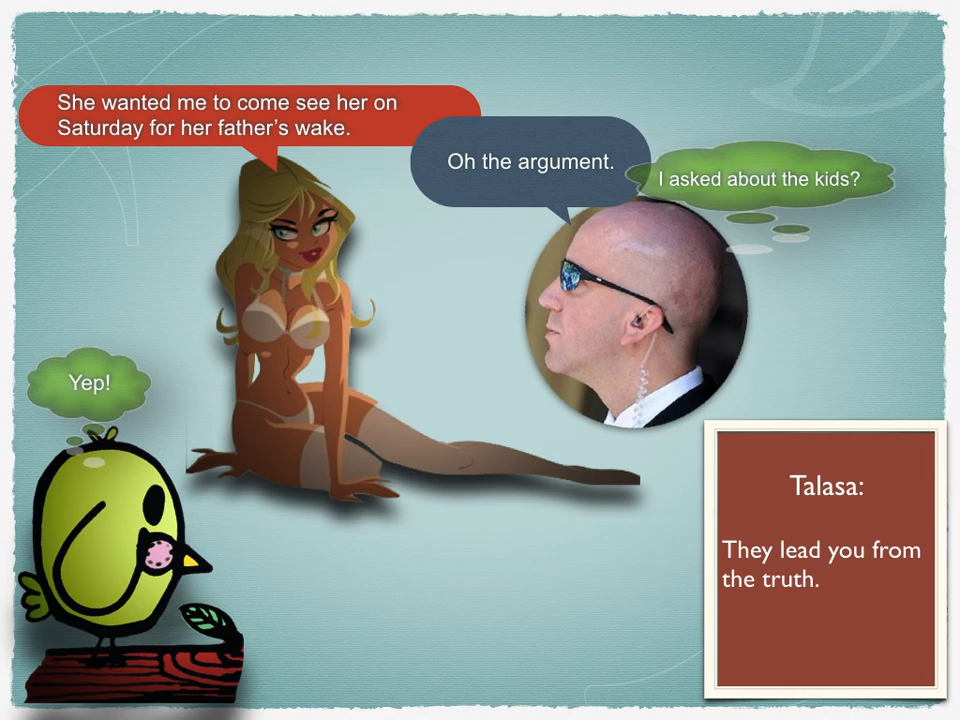 She wanted me to come see her on
Saturday for her father's wake.
Oh the argument.
I asked about the kids?
Yep!
Talasa:
They lead you from
the truth.